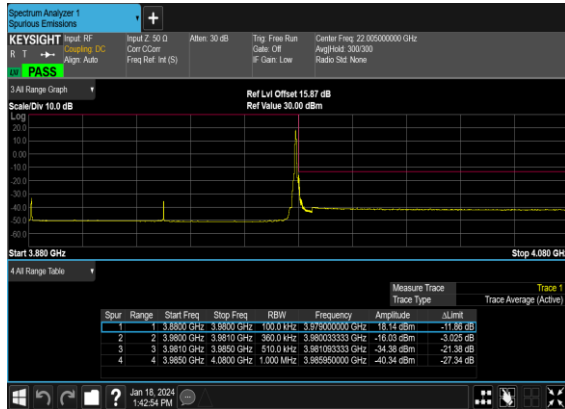 Spectrum Analyzer 1
Spurious Emissions
+
KEYSIGHT Input: RF Input Z: 50 Ω Atten: 30 dB Trig: Free Run Center Freq: 22.005000000 GHz
R T Coupling: DC Corr CCorr Gate: Off Avg|Hold: 300/300
Align: Auto Freq Ref: Int (S) IF Gain: Low Radio Std: None
PASS
3 All Range Graph
Ref Lvl Offset 15.87 dB
Scale/Div 10.0 dB Ref Value 30.00 dBm
Log
20.0
10.0
0.00
-10.0
-20.0
-30.0
-40.0
-50.0
-60.0
Start 3.880 GHz Stop 4.080 GH
4 All Range Table
Measure Trace Trace 1
Trace Type Trace Average (Active)
Spur Range Start Freq Stop Freq RBW Frequency Amplitude ΔLimit
1 1 3.8800 GHz 3.9800 GHz 100.0 kHz 3.979000000 GHz 18.14 dBm -11.86 dB
2 2 3.9800 GHz 3.9810 GHz 360.0 kHz 3.980033333 GHz -16.03 dBm -3.025 dB
3 3 3.9810 GHz 3.9850 GHz 510.0 kHz 3.981093333 GHz -34.38 dBm -21.38 dB
4 4 3.9850 GHz 4.0800 GHz 1.000 MHz 3.985950000 GHz -40.34 dBm -27.34 dB
? Jan 18, 2024
1:42:54 PM